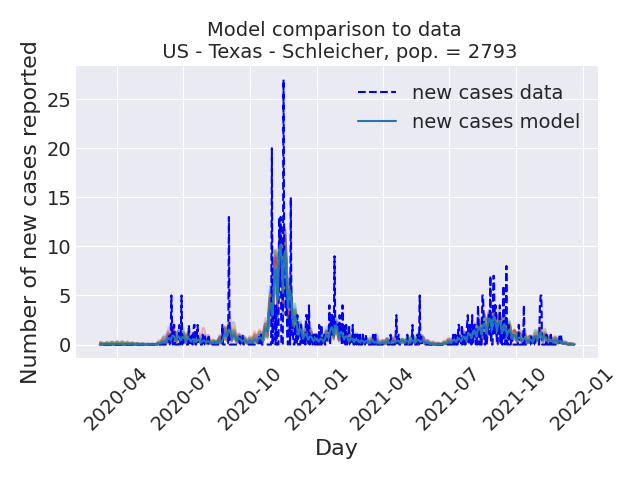 Model comparison to data
US - Texas - Schleicher, pop. = 2793
Number of new cases reported
25
20
15
10
5
0
new cases data
new cases model
2020-04
2020-07
2020-10
2021-01
2021-04
2021-07
2021-10
2022-01
Day